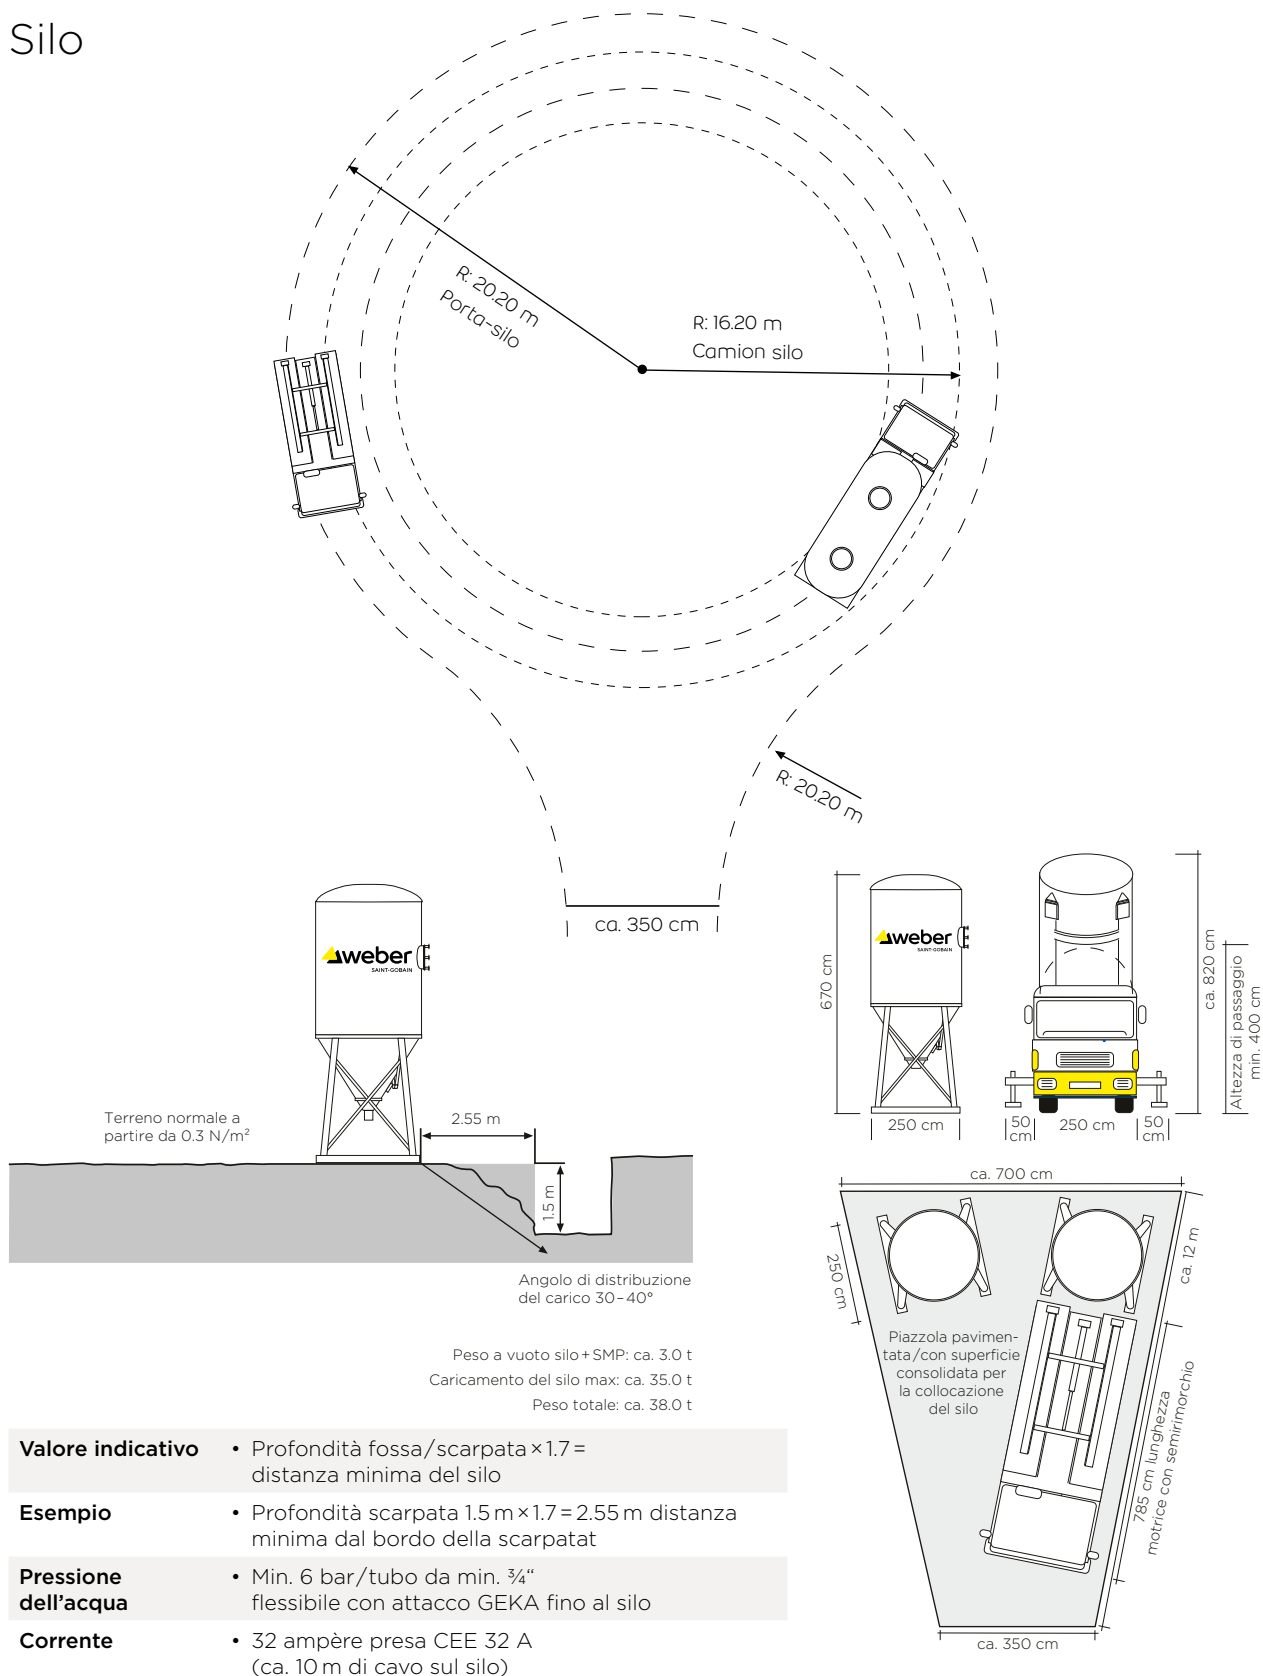 Silo
R: 20.20 m
Porta-silo
R: 16.20 m
Camion silo
R: 20.20 m
ca. 350 cm
weber
SAINT-GOBAIN
Terreno normale a
partire da 0.3 N/m²
2.55 m
1.5 m
Angolo di distribuzione
del carico 30–40°
Peso a vuoto silo + SMP: ca. 3.0 t
Caricamento del silo max: ca. 35.0 t
Peso totale: ca. 38.0 t
670 cm
weber
SAINT-GOBAIN
250 cm
50
cm
250 cm
50
cm
ca. 820 cm
Altezza di passaggio
min. 400 cm
ca. 700 cm
250 cm
ca. 12 m
Piazzola pavimen-
tata/con superficie
consolidata per
la collocazione
del silo
785 cm lunghezza
motrice con semirimorchio
ca. 350 cm
Valore indicativo • Profondità fossa/scarpata × 1.7 =
distanza minima del silo
Esempio • Profondità scarpata 1.5 m × 1.7 = 2.55 m distanza
minima dal bordo della scarpatat
Pressione • Min. 6 bar/tubo da min. ¾“
dell’acqua flessibile con attacco GEKA fino al silo
Corrente • 32 ampère presa CEE 32 A
(ca. 10 m di cavo sul silo)